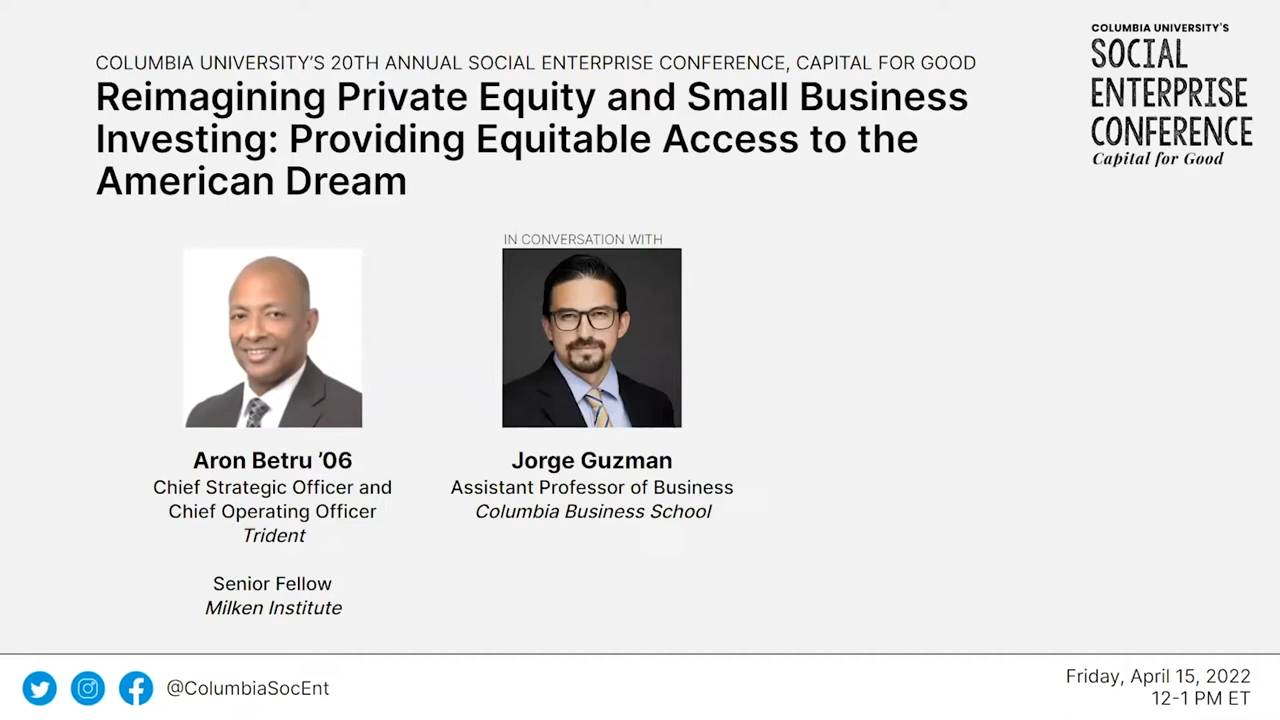 COLUMBIA UNIVERSITY'S 20TH ANNUAL SOCIAL ENTERPRISE CONFERENCE, CAPITAL FOR GOOD
Reimagining Private Equity and Small Business
Investing: Providing Equitable Access to the
American Dream
COLUMBIA UNIVERSITY'S
SOCIAL
ENTERPRISE
CONFERENCE
Capital for Good
IN CONVERSATION WITH
Aron Betru ’06
Chief Strategic Officer and
Chief Operating Officer
Trident
Senior Fellow
Milken Institute
Jorge Guzman
Assistant Professor of Business
Columbia Business School
@ColumbiaSocEnt
Friday, April 15, 2022
12-1 PM ET